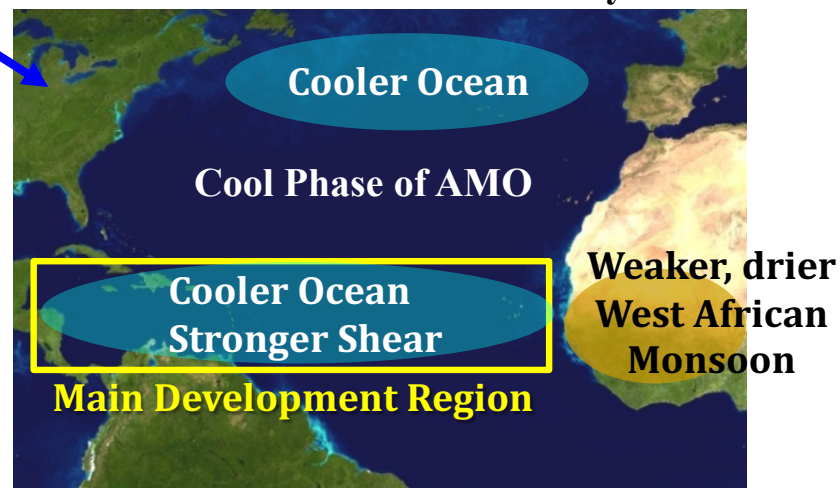 Cooler Ocean
Cool Phase of AMO
Cooler Ocean
Stronger Shear
Weaker, drier
West African
Monsoon
Main Development Region